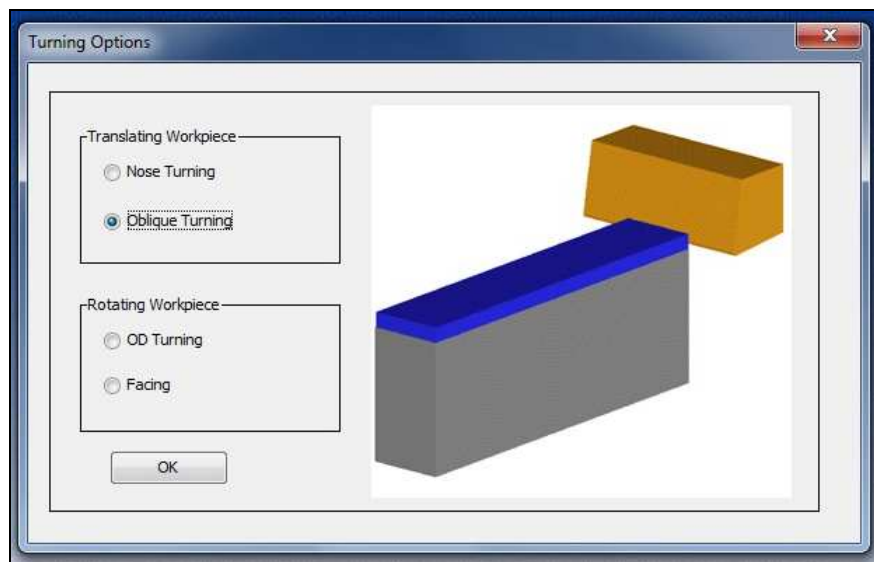 Turning Options
Translating Workpiece
Nose Turning
Oblique Turning
Rotating Workpiece
OD Turning
Facing
OK